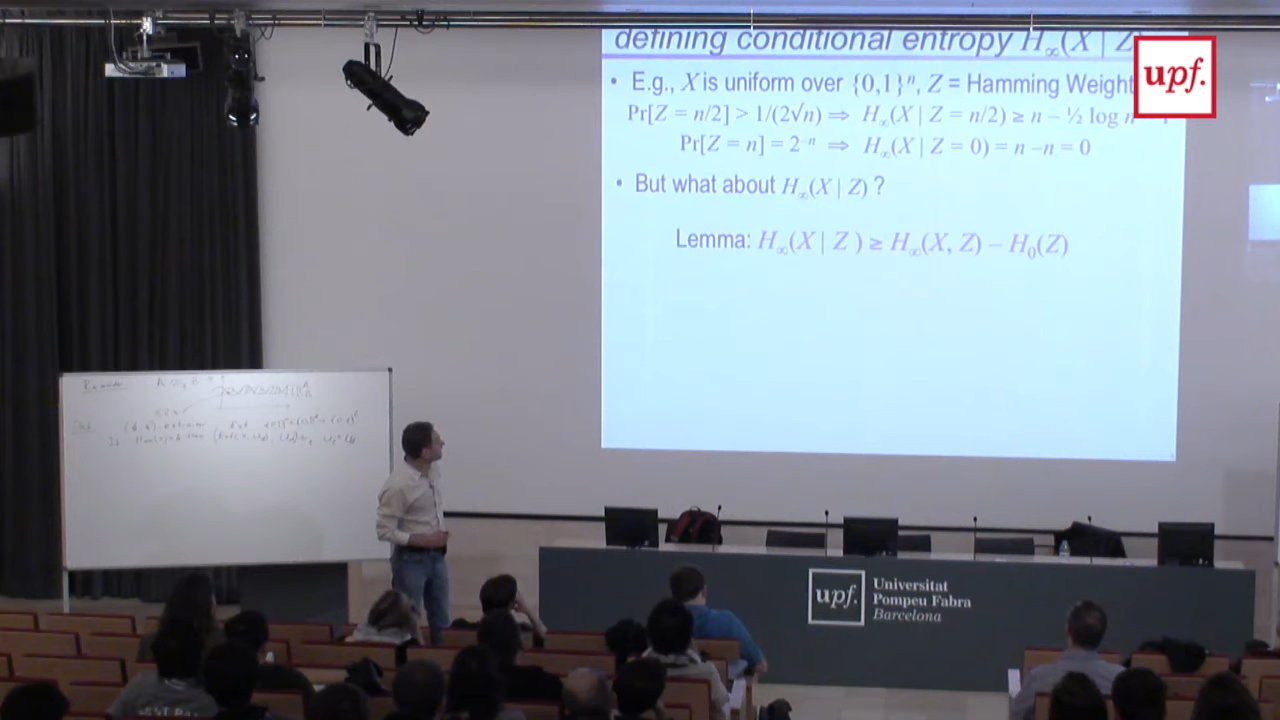 defining conditional entropy H∞(X | Z)
• E.g., X is uniform over {0,1}ⁿ, Z = Hamming Weight
Pr[Z = n/2] > 1/(2√n) ⇒ H∞(X | Z = n/2) ≥ n – ½ log n
Pr[Z = n] = 2⁻ⁿ ⇒ H∞(X | Z = 0) = n –n = 0
• But what about H∞(X | Z) ?
Lemma: H∞(X | Z ) ≥ H∞(X, Z) – H₀(Z)
upf.
upf.
Universitat
Pompeu Fabra
Barcelona